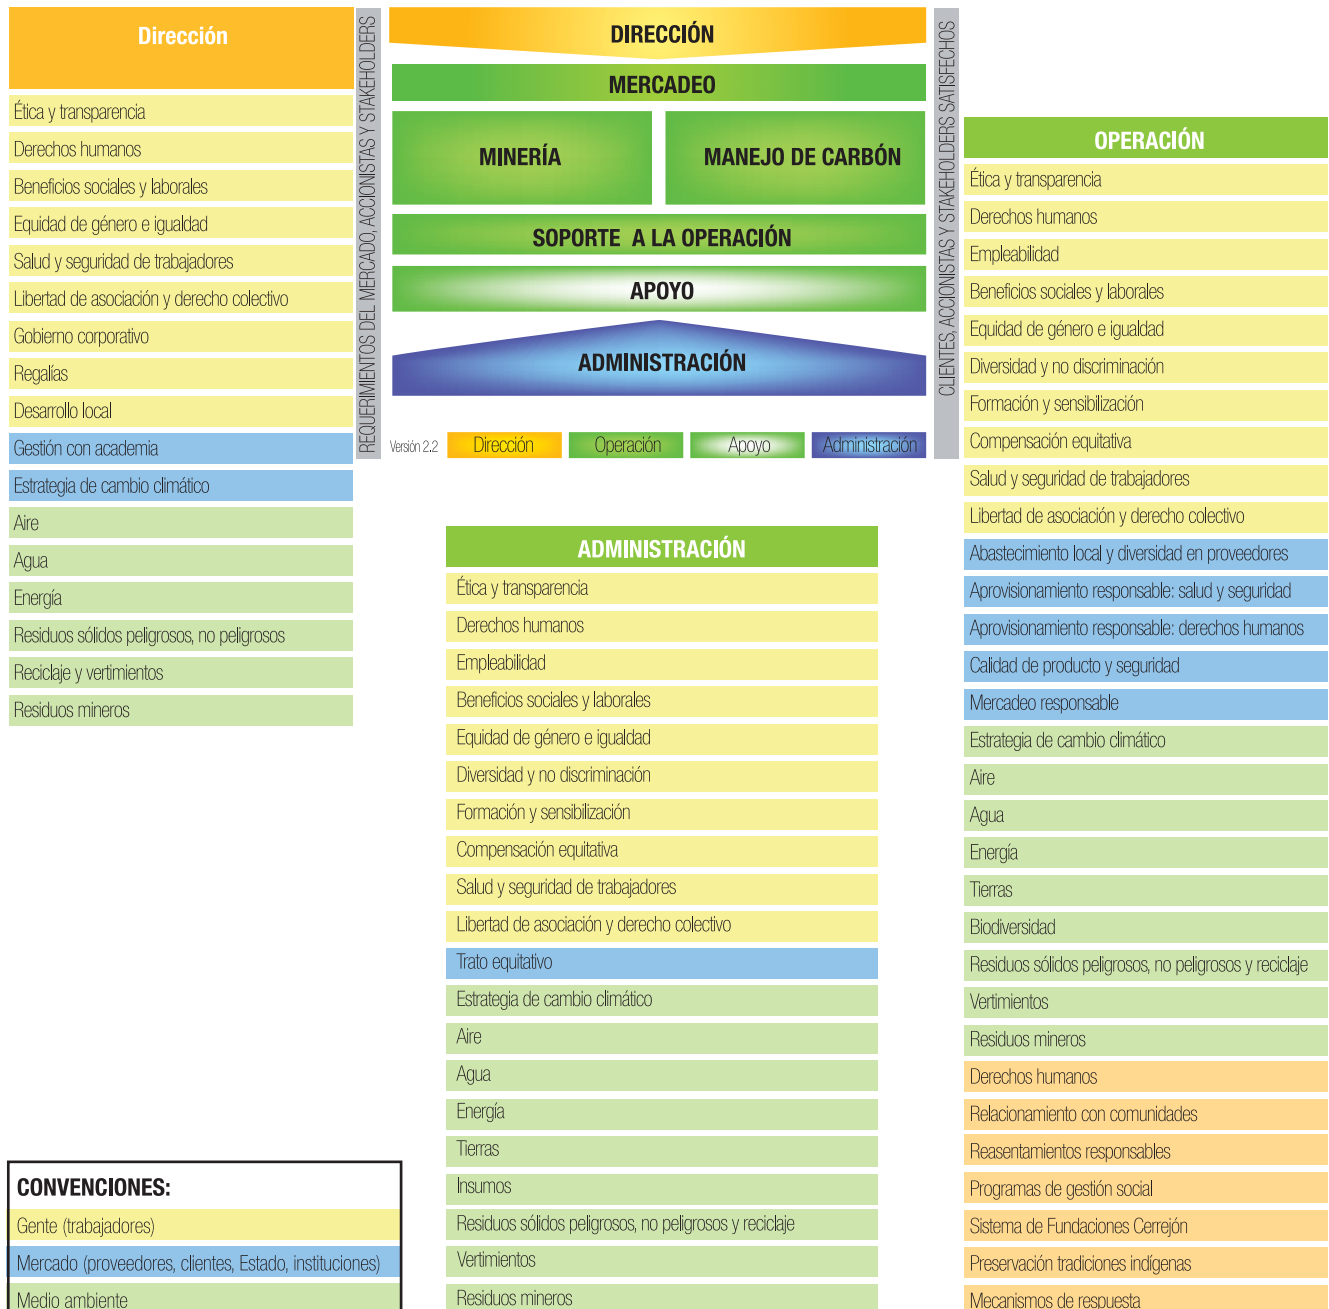 Dirección
Ética y transparencia
Derechos humanos
Beneficios sociales y laborales
Equidad de género e igualdad
Salud y seguridad de trabajadores
Libertad de asociación y derecho colectivo
Gobierno corporativo
Regalías
Desarrollo local
Gestión con academia
Estrategia de cambio climático
Aire
Agua
Energía
Residuos sólidos peligrosos, no peligrosos
Reciclaje y vertimientos
Residuos mineros
REQUERIMIENTOS DEL MERCADO, ACCIONISTAS Y STAKEHOLDERS
DIRECCIÓN
MERCADEO
MINERÍA
MANEJO DE CARBÓN
SOPORTE A LA OPERACIÓN
APOYO
ADMINISTRACIÓN
Versión 2.2
Dirección
Operación
Apoyo
Administración
CLIENTES, ACCIONISTAS Y STAKEHOLDERS SATISFECHOS
ADMINISTRACIÓN
Ética y transparencia
Derechos humanos
Empleabilidad
Beneficios sociales y laborales
Equidad de género e igualdad
Diversidad y no discriminación
Formación y sensibilización
Compensación equitativa
Salud y seguridad de trabajadores
Libertad de asociación y derecho colectivo
Trato equitativo
Estrategia de cambio climático
Aire
Agua
Energía
Tierras
Insumos
Residuos sólidos peligrosos, no peligrosos y reciclaje
Vertimientos
Residuos mineros
OPERACIÓN
Ética y transparencia
Derechos humanos
Empleabilidad
Beneficios sociales y laborales
Equidad de género e igualdad
Diversidad y no discriminación
Formación y sensibilización
Compensación equitativa
Salud y seguridad de trabajadores
Libertad de asociación y derecho colectivo
Abastecimiento local y diversidad en proveedores
Aprovisionamiento responsable: salud y seguridad
Aprovisionamiento responsable: derechos humanos
Calidad de producto y seguridad
Mercadeo responsable
Estrategia de cambio climático
Aire
Agua
Energía
Tierras
Biodiversidad
Residuos sólidos peligrosos, no peligrosos y reciclaje
Vertimientos
Residuos mineros
Derechos humanos
Relacionamiento con comunidades
Reasentamientos responsables
Programas de gestión social
Sistema de Fundaciones Cerrejón
Preservación tradiciones indígenas
Mecanismos de respuesta
CONVENCIONES:
Gente (trabajadores)
Mercado (proveedores, clientes, Estado, instituciones)
Medio ambiente